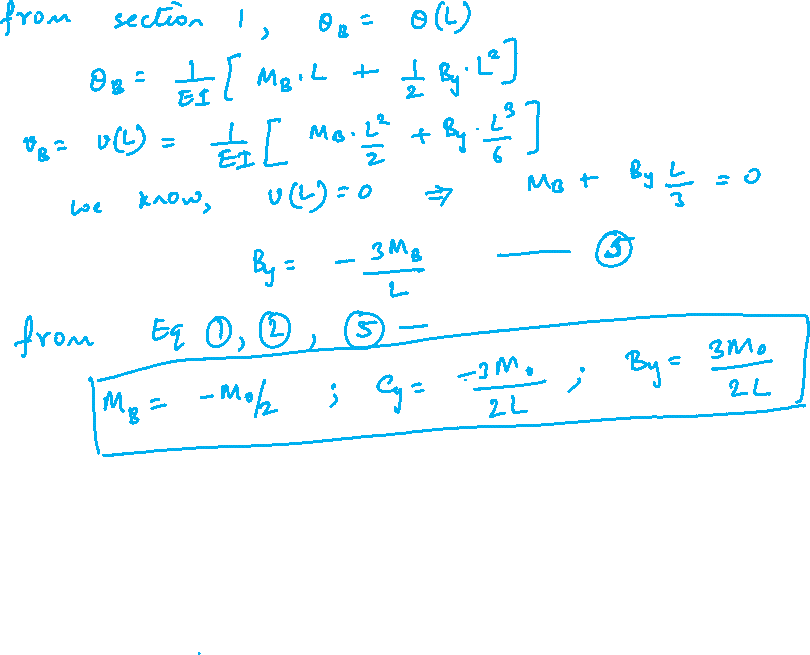 from section 1, θ_B = θ(L)
θ_B = 1/EI [ M_B·L + 1/2 B_y·L² ]
v_B = v(L) = 1/EI [ M_B·L²/2 + B_y·L³/6 ]
we know, v(L)=0 ⇒ M_B + B_y L/3 = 0
B_y = - 3M_B/L — ⑤
from Eq ①, ②, ⑤ —
M_B = -M_0/2 ; C_y = -3M_0/2L ; B_y = 3M_0/2L